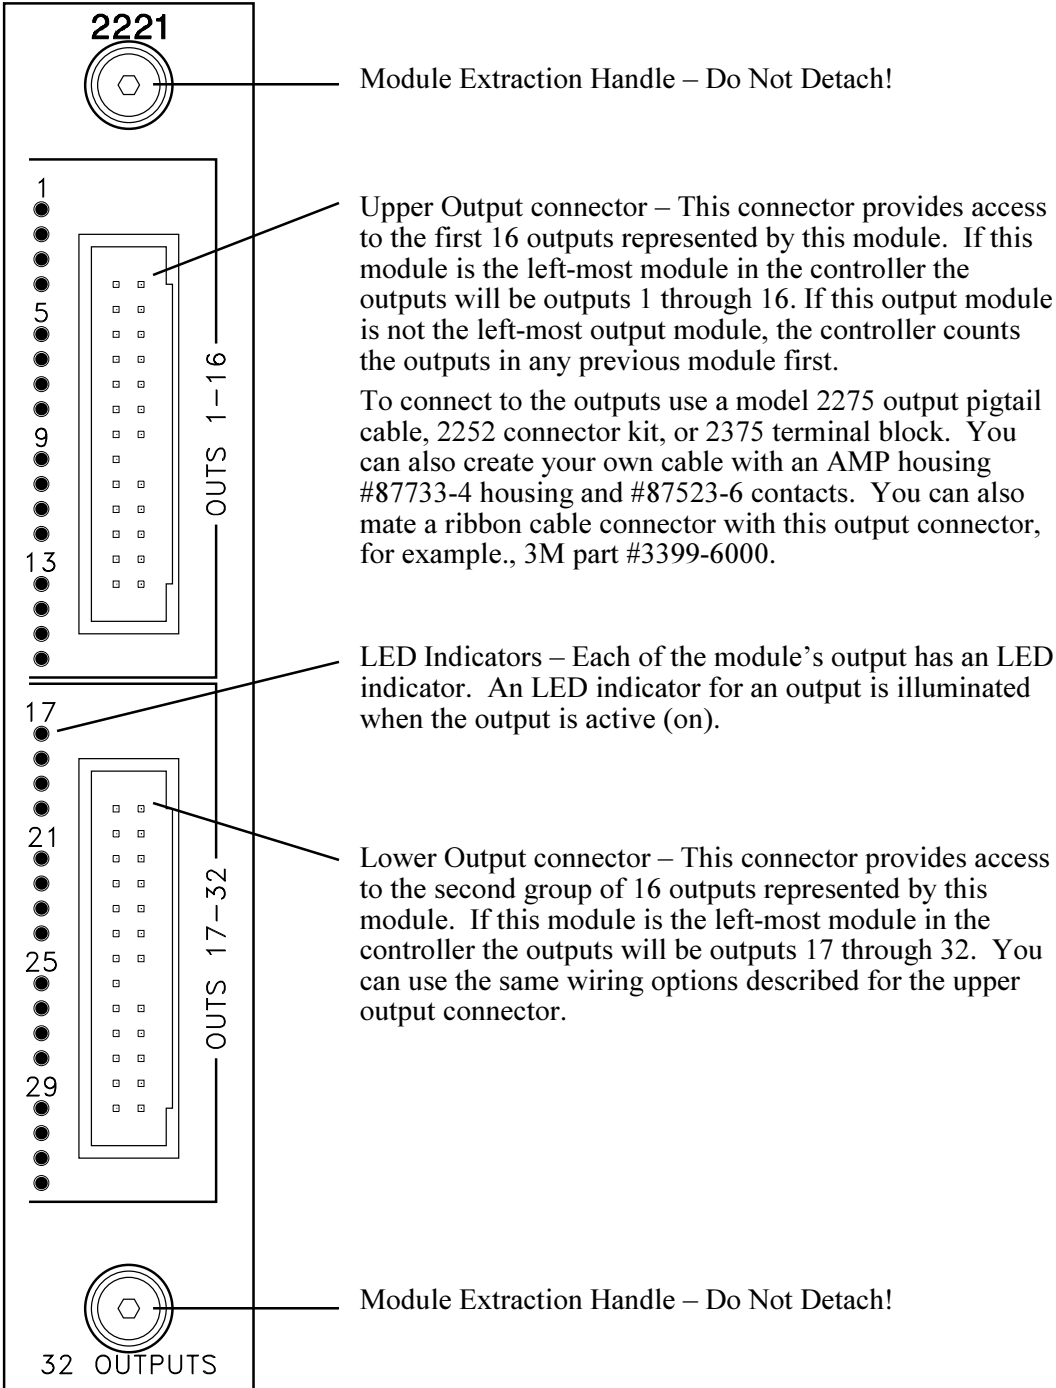 2221
Module Extraction Handle – Do Not Detach!
1
5
9
13
OUTS 1–16
Upper Output connector – This connector provides access
to the first 16 outputs represented by this module.  If this
module is the left-most module in the controller the
outputs will be outputs 1 through 16. If this output module
is not the left-most output module, the controller counts
the outputs in any previous module first.
To connect to the outputs use a model 2275 output pigtail
cable, 2252 connector kit, or 2375 terminal block.  You
can also create your own cable with an AMP housing
#87733-4 housing and #87523-6 contacts.  You can also
mate a ribbon cable connector with this output connector,
for example., 3M part #3399-6000.
LED Indicators – Each of the module’s output has an LED
indicator.  An LED indicator for an output is illuminated
when the output is active (on).
17
21
25
29
OUTS 17–32
Lower Output connector – This connector provides access
to the second group of 16 outputs represented by this
module.  If this module is the left-most module in the
controller the outputs will be outputs 17 through 32.  You
can use the same wiring options described for the upper
output connector.
Module Extraction Handle – Do Not Detach!
32 OUTPUTS